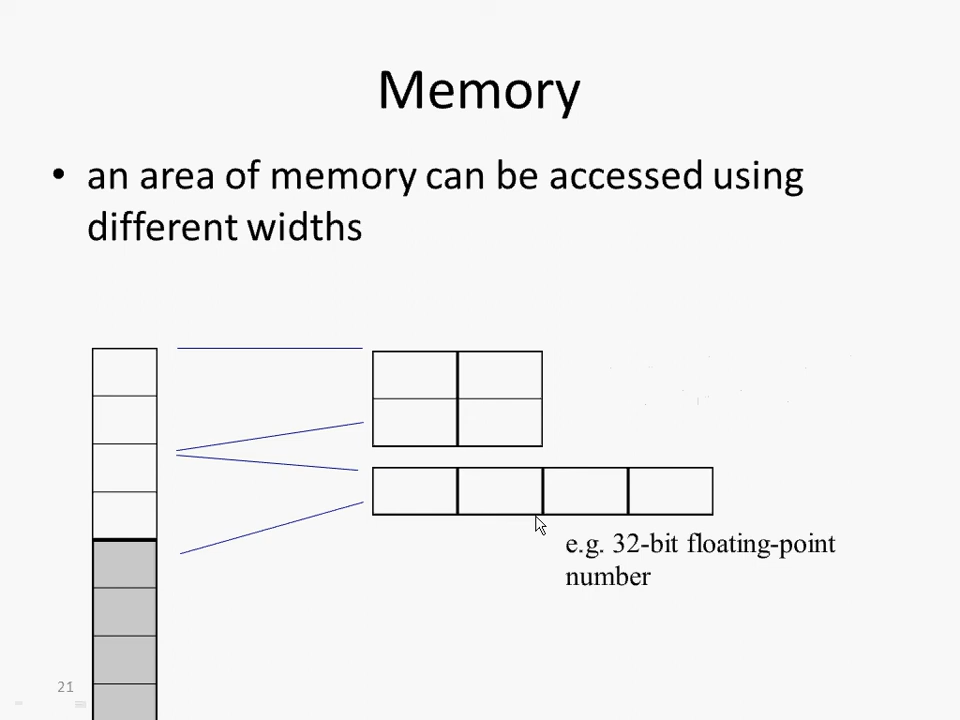 Memory
• an area of memory can be accessed using
different widths
e.g. 32-bit floating-point
number
21